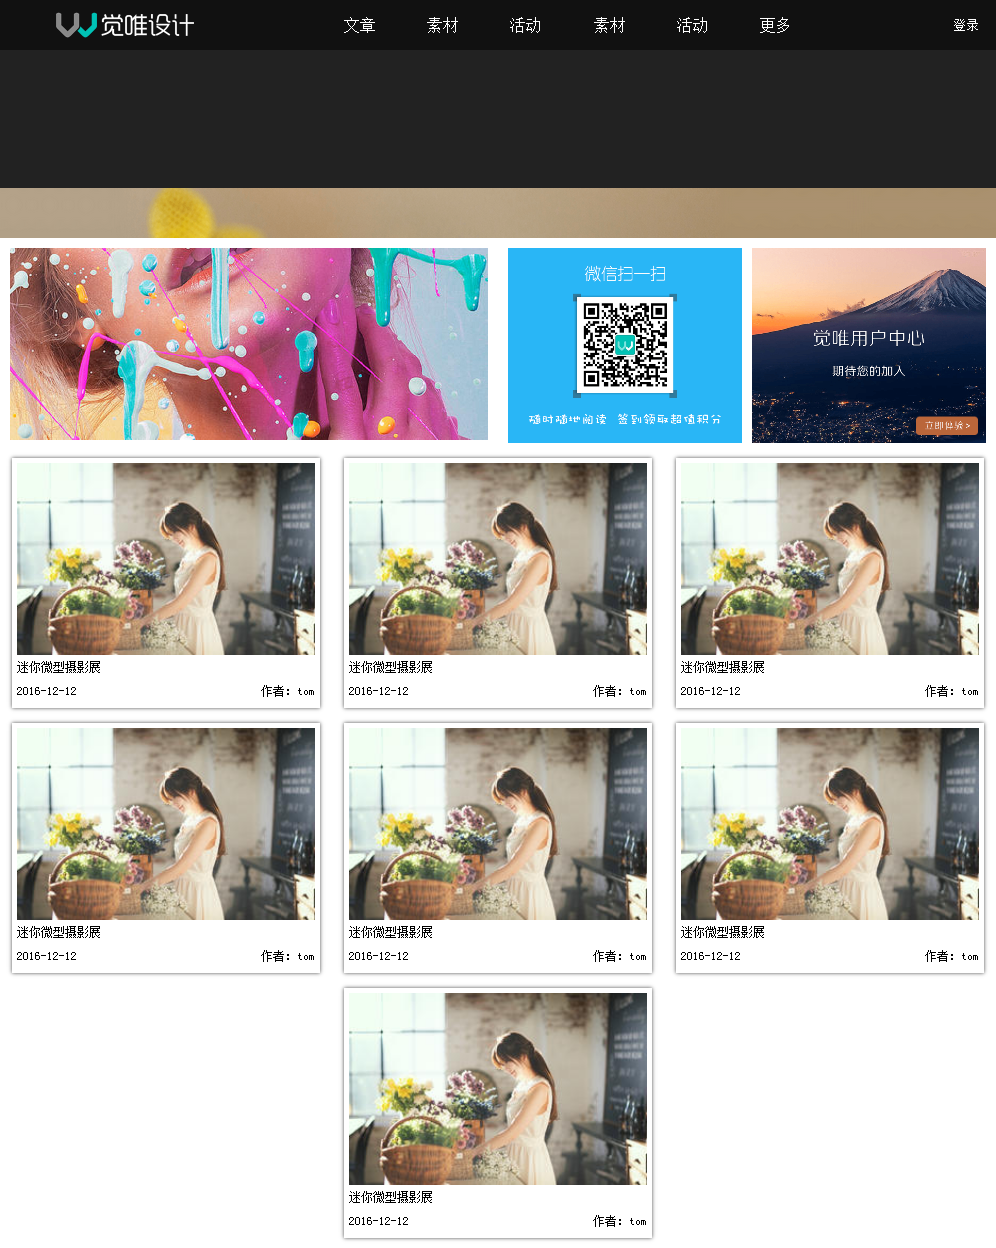 觉唯设计 文章 素材 活动 素材 活动 更多 登录
微信扫一扫
随时随地阅读 签到领取超值积分
觉唯用户中心
期待您的加入
立即体验>
迷你微型摄影展
2016-12-12 作者：tom
迷你微型摄影展
2016-12-12 作者：tom
迷你微型摄影展
2016-12-12 作者：tom
迷你微型摄影展
2016-12-12 作者：tom
迷你微型摄影展
2016-12-12 作者：tom
迷你微型摄影展
2016-12-12 作者：tom
迷你微型摄影展
2016-12-12 作者：tom